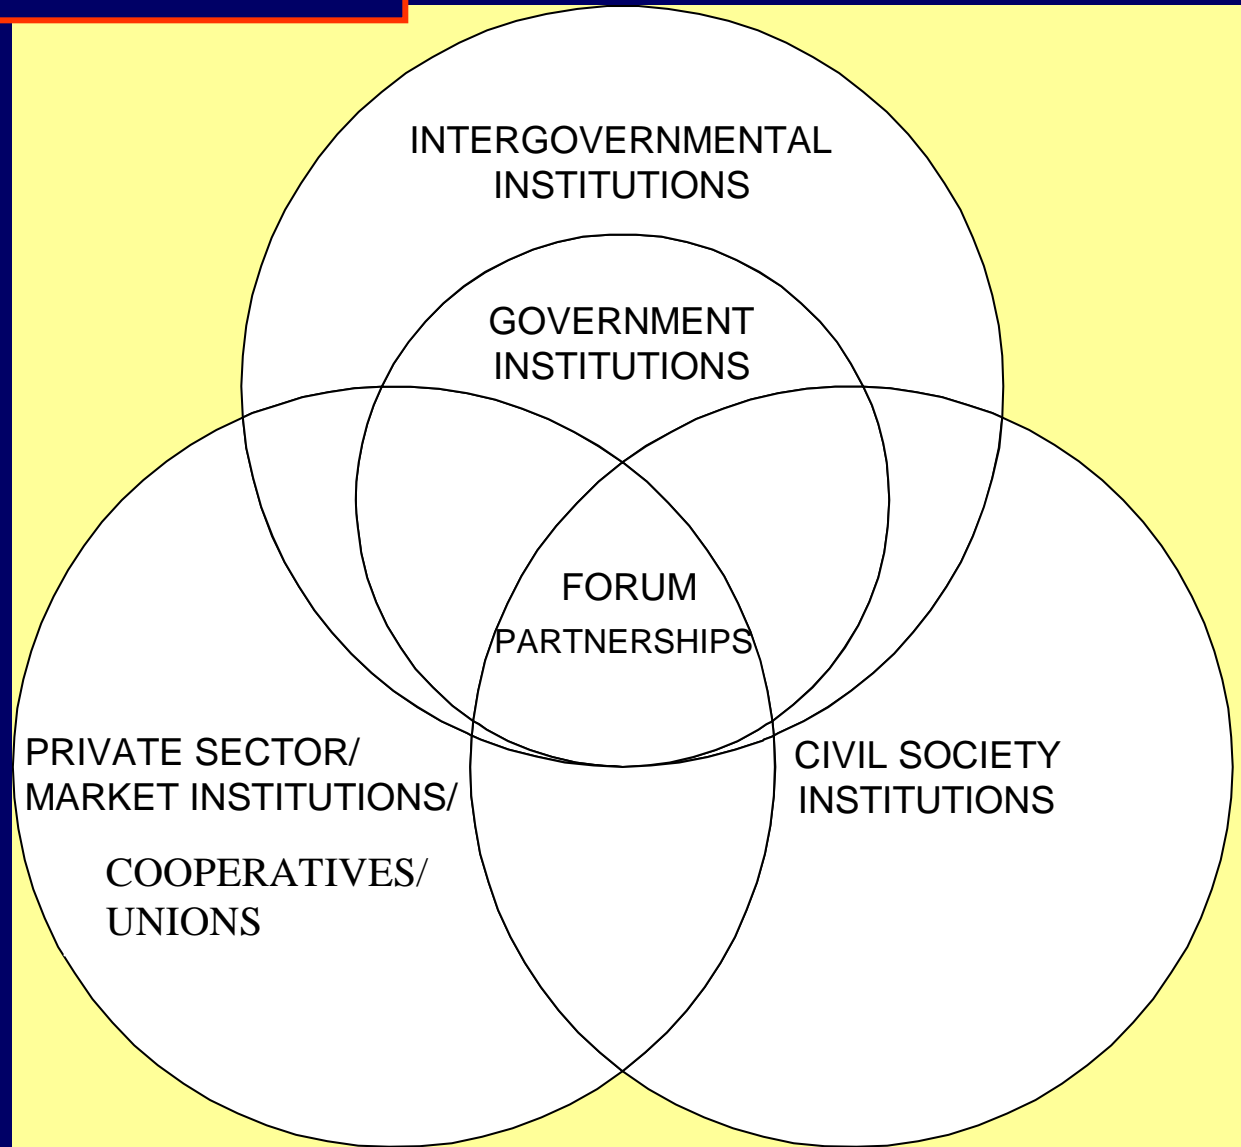 INTERGOVERNMENTAL
INSTITUTIONS
GOVERNMENT
INSTITUTIONS
FORUM
PARTNERSHIPS
PRIVATE SECTOR/
MARKET INSTITUTIONS/
COOPERATIVES/
UNIONS
CIVIL SOCIETY
INSTITUTIONS